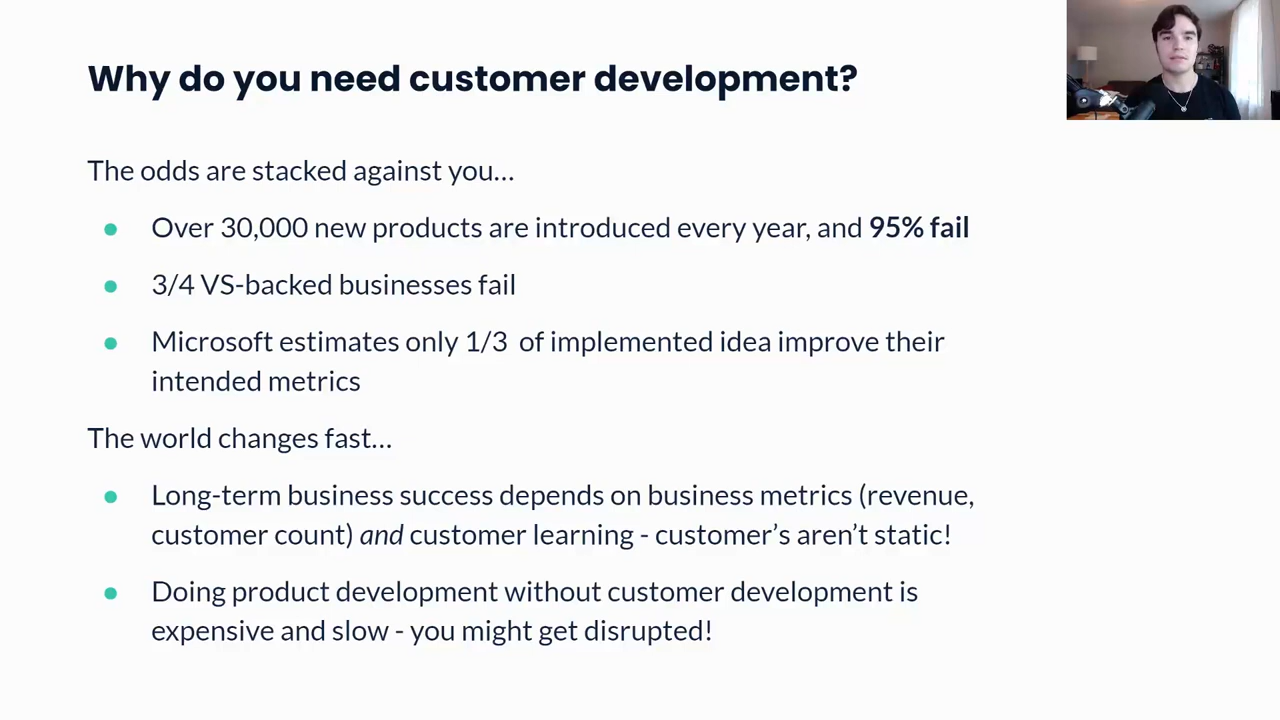 Why do you need customer development?
The odds are stacked against you...
● Over 30,000 new products are introduced every year, and 95% fail
● 3/4 VS-backed businesses fail
● Microsoft estimates only 1/3  of implemented idea improve their
intended metrics
The world changes fast...
● Long-term business success depends on business metrics (revenue,
customer count) and customer learning - customer’s aren’t static!
● Doing product development without customer development is
expensive and slow - you might get disrupted!